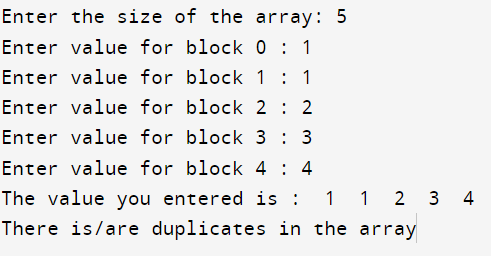 Enter the size of the array: 5
Enter value for block 0 : 1
Enter value for block 1 : 1
Enter value for block 2 : 2
Enter value for block 3 : 3
Enter value for block 4 : 4
The value you entered is :  1  1  2  3  4
There is/are duplicates in the array